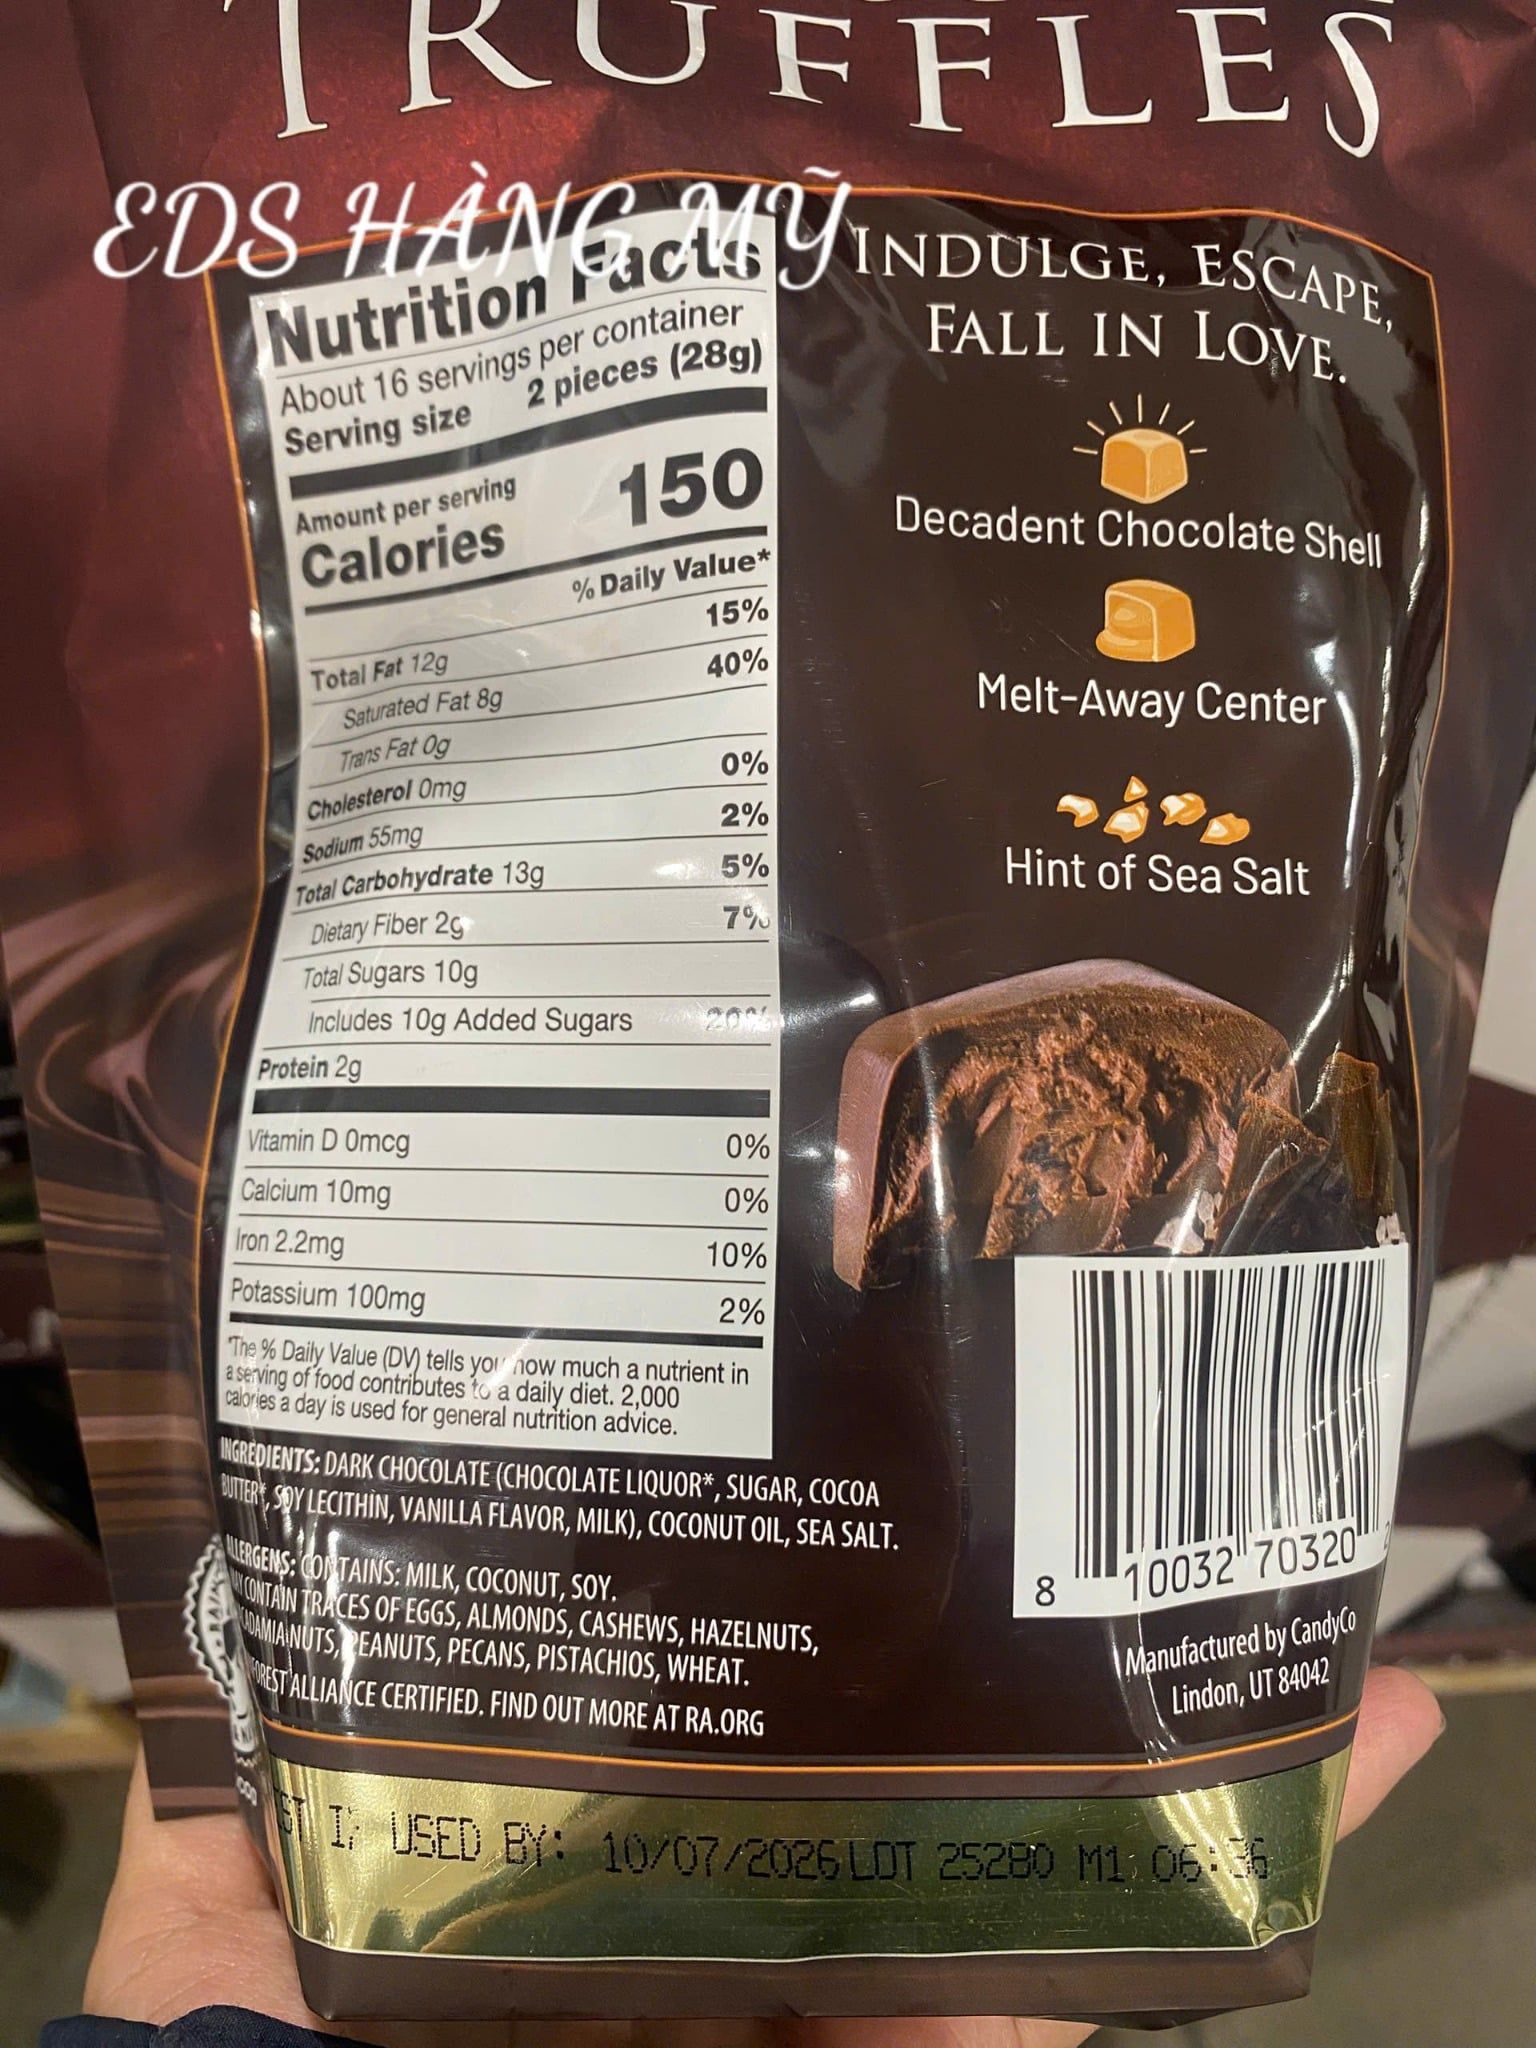 TRUFFLES
EDS HÀNG MỸ
Nutrition Facts
About 16 servings per container
Serving size 2 pieces (28g)
Amount per serving
Calories 150
% Daily Value*
Total Fat 12g 15%
Saturated Fat 8g 40%
Trans Fat 0g
Cholesterol 0mg 0%
Sodium 55mg 2%
Total Carbohydrate 13g 5%
Dietary Fiber 2g 7%
Total Sugars 10g
Includes 10g Added Sugars 20%
Protein 2g
Vitamin D 0mcg 0%
Calcium 10mg 0%
Iron 2.2mg 10%
Potassium 100mg 2%
*The % Daily Value (DV) tells you how much a nutrient in
a serving of food contributes to a daily diet. 2,000
calories a day is used for general nutrition advice.
INGREDIENTS: DARK CHOCOLATE (CHOCOLATE LIQUOR*, SUGAR, COCOA
BUTTER*, SOY LECITHIN, VANILLA FLAVOR, MILK), COCONUT OIL, SEA SALT.
ALLERGENS: CONTAINS: MILK, COCONUT, SOY.
CONTAIN TRACES OF EGGS, ALMONDS, CASHEWS, HAZELNUTS,
NUTS, PEANUTS, PECANS, PISTACHIOS, WHEAT.
ALLIANCE CERTIFIED. FIND OUT MORE AT RA.ORG
INDULGE, ESCAPE,
FALL IN LOVE.
Decadent Chocolate Shell
Melt-Away Center
Hint of Sea Salt
8 10032 70320 2
Manufactured by CandyCo
Lindon, UT 84042
USED BY: 10/07/2026 LOT 25280 M1 06:36